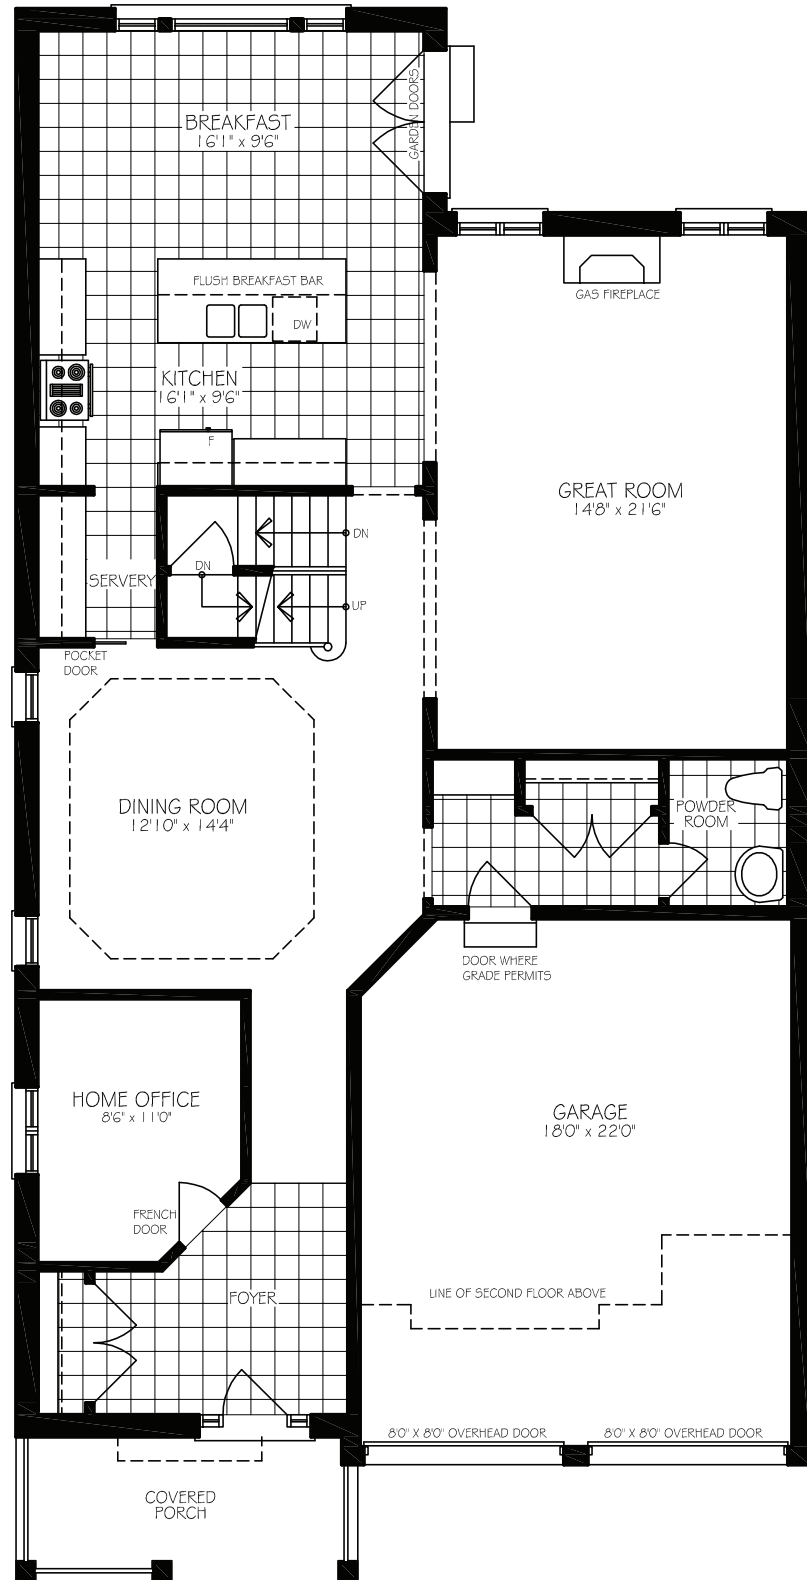 BREAKFAST
16'1" x 9'6"
GARDEN DOORS
FLUSH BREAKFAST BAR
DW
GAS FIREPLACE
KITCHEN
16'1" x 9'6"
F
GREAT ROOM
14'8" x 21'6"
DN
DN
SERVERY
UP
POCKET
DOOR
DINING ROOM
12'10" x 14'4"
POWDER
ROOM
DOOR WHERE
GRADE PERMITS
HOME OFFICE
8'6" x 11'0"
GARAGE
18'0" x 22'0"
FRENCH
DOOR
FOYER
LINE OF SECOND FLOOR ABOVE
8'0" X 8'0" OVERHEAD DOOR
8'0" X 8'0" OVERHEAD DOOR
COVERED
PORCH